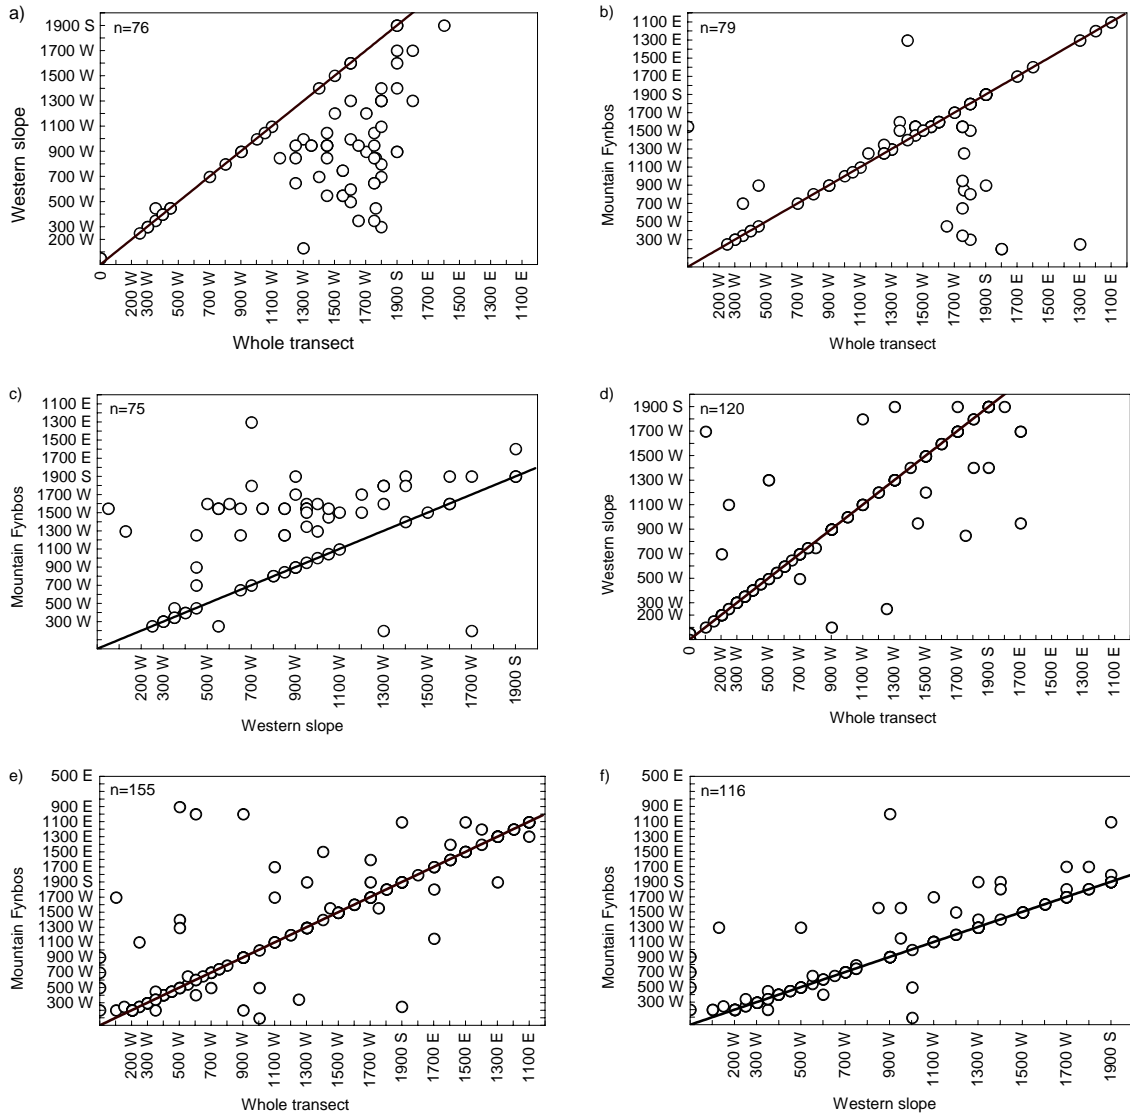 a)
n=76
1900 S
1700 W
1500 W
1300 W
1100 W
900 W
700 W
500 W
300 W
200 W
Western slope
0
200 W
300 W
500 W
700 W
900 W
1100 W
1300 W
1500 W
1700 W
1900 S
1700 E
1500 E
1300 E
1100 E
Whole transect
b)
n=79
1100 E
1300 E
1500 E
1700 E
1900 S
1700 W
1500 W
1300 W
1100 W
900 W
700 W
500 W
300 W
Mountain Fynbos
200 W
300 W
500 W
700 W
900 W
1100 W
1300 W
1500 W
1700 W
1900 S
1700 E
1500 E
1300 E
1100 E
Whole transect
c)
n=75
1100 E
1300 E
1500 E
1700 E
1900 S
1700 W
1500 W
1300 W
1100 W
900 W
700 W
500 W
300 W
Mountain Fynbos
200 W
300 W
500 W
700 W
900 W
1100 W
1300 W
1500 W
1700 W
1900 S
Western slope
d)
n=120
1900 S
1700 W
1500 W
1300 W
1100 W
900 W
700 W
500 W
300 W
200 W
Western slope
0
200 W
300 W
500 W
700 W
900 W
1100 W
1300 W
1500 W
1700 W
1900 S
1700 E
1500 E
1300 E
1100 E
Whole transect
e)
n=155
500 E
900 E
1100 E
1300 E
1500 E
1700 E
1900 S
1700 W
1500 W
1300 W
1100 W
900 W
700 W
500 W
300 W
Mountain Fynbos
200 W
300 W
500 W
700 W
900 W
1100 W
1300 W
1500 W
1700 W
1900 S
1700 E
1500 E
1300 E
1100 E
Whole transect
f)
n=116
500 E
900 E
1100 E
1300 E
1500 E
1700 E
1900 S
1700 W
1500 W
1300 W
1100 W
900 W
700 W
500 W
300 W
Mountain Fynbos
200 W
300 W
500 W
700 W
900 W
1100 W
1300 W
1500 W
1700 W
1900 S
Western slope